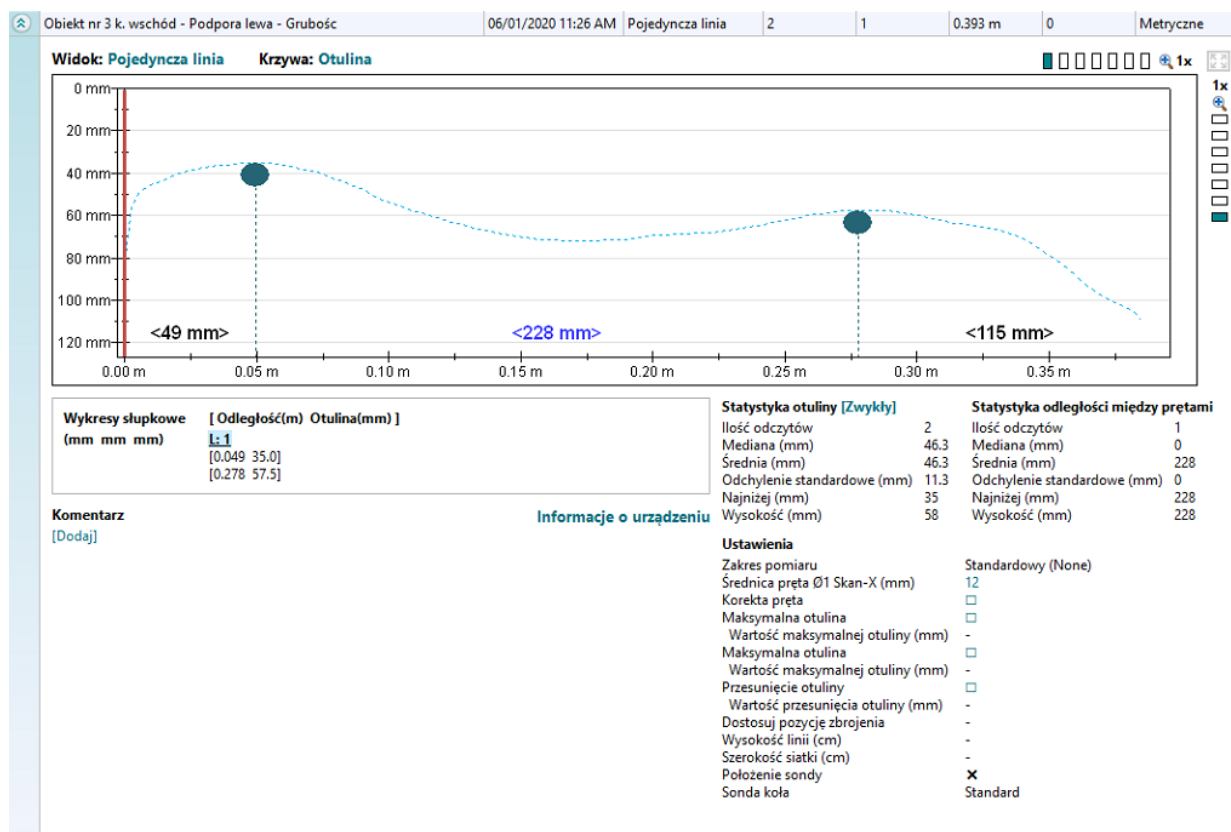 Obiekt nr 3 k. wschód - Podpora lewa - Grubośc 06/01/2020 11:26 AM Pojedyncza linia 2 1 0.393 m 0 Metryczne
Widok: Pojedyncza linia Krzywa: Otulina 1x
1x
0 mm
20 mm
40 mm
60 mm
80 mm
100 mm
120 mm
<49 mm> <228 mm> <115 mm>
0.00 m 0.05 m 0.10 m 0.15 m 0.20 m 0.25 m 0.30 m 0.35 m
Wykresy słupkowe [ Odległość(m) Otulina(mm) ]
(mm mm mm) L: 1
[0.049 35.0]
[0.278 57.5]
Komentarz
[Dodaj]
Informacje o urządzeniu
Statystyka otuliny [Zwykły]
Ilość odczytów 2
Mediana (mm) 46.3
Średnia (mm) 46.3
Odchylenie standardowe (mm) 11.3
Najniżej (mm) 35
Wysokość (mm) 58
Statystyka odległości między prętami
Ilość odczytów 1
Mediana (mm) 0
Średnia (mm) 228
Odchylenie standardowe (mm) 0
Najniżej (mm) 228
Wysokość (mm) 228
Ustawienia
Zakres pomiaru Standardowy (None)
Średnica pręta Ø1 Skan-X (mm) 12
Korekta pręta
Maksymalna otulina
Wartość maksymalnej otuliny (mm) -
Maksymalna otulina
Wartość maksymalnej otuliny (mm) -
Przesunięcie otuliny
Wartość przesunięcia otuliny (mm) -
Dostosuj pozycję zbrojenia -
Wysokość linii (cm) -
Szerokość siatki (cm) -
Położenie sondy ×
Sonda koła Standard